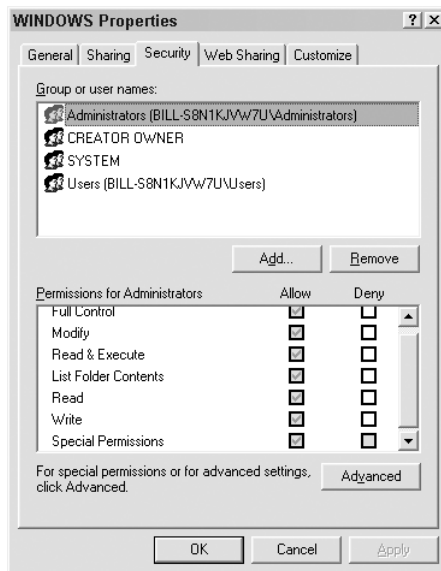 WINDOWS Properties ? X
General Sharing Security Web Sharing Customize
Group or user names:
Administrators (BILL-S8N1KJVW7U\Administrators)
CREATOR OWNER
SYSTEM
Users (BILL-S8N1KJVW7U\Users)
Add... Remove
Permissions for Administrators Allow Deny
Full Control
Modify
Read & Execute
List Folder Contents
Read
Write
Special Permissions
For special permissions or for advanced settings,
click Advanced.
Advanced
OK Cancel Apply